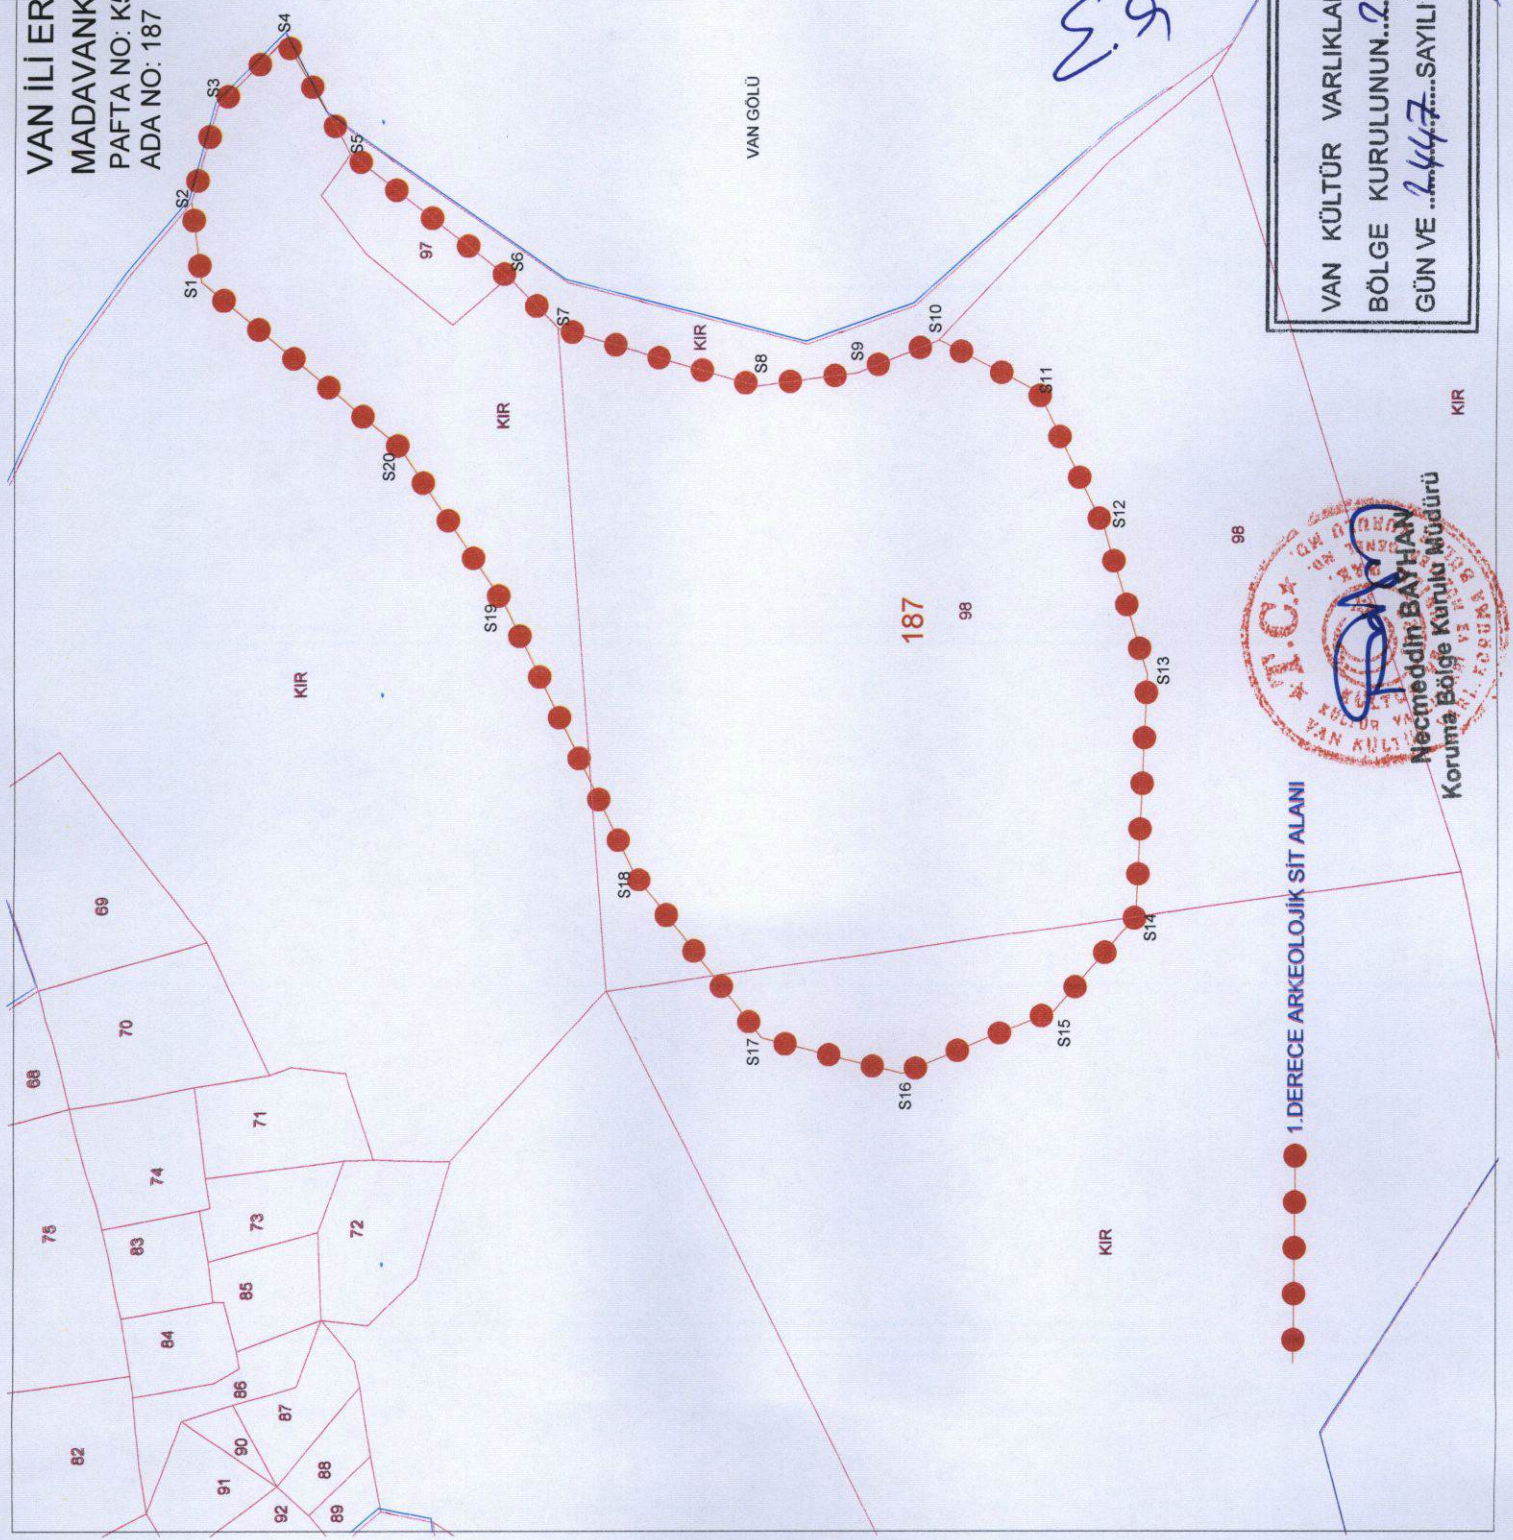 VAN İLİ ER
MADAVANK
PAFTA NO: K5
ADA NO: 187
S1
S2
S3
S4
S5
S6
S7
S8
S9
S10
S11
S12
S13
S14
S15
S16
S17
S18
S19
S20
VAN GÖLÜ
97
KIR
KIR
KIR
187
98
98
KIR
KIR
68
69
70
71
72
73
74
75
82
83
84
85
86
87
88
89
90
91
92
1.DERECE ARKEOLOJİK SİT ALANI
VAN KÜLTÜR VARLIKLA
BÖLGE KURULUNUN..2
GÜN VE ..2447....SAYILI
T.C.
Necmeddin BAYHAN
Koruma Bölge Kurulu Müdürü